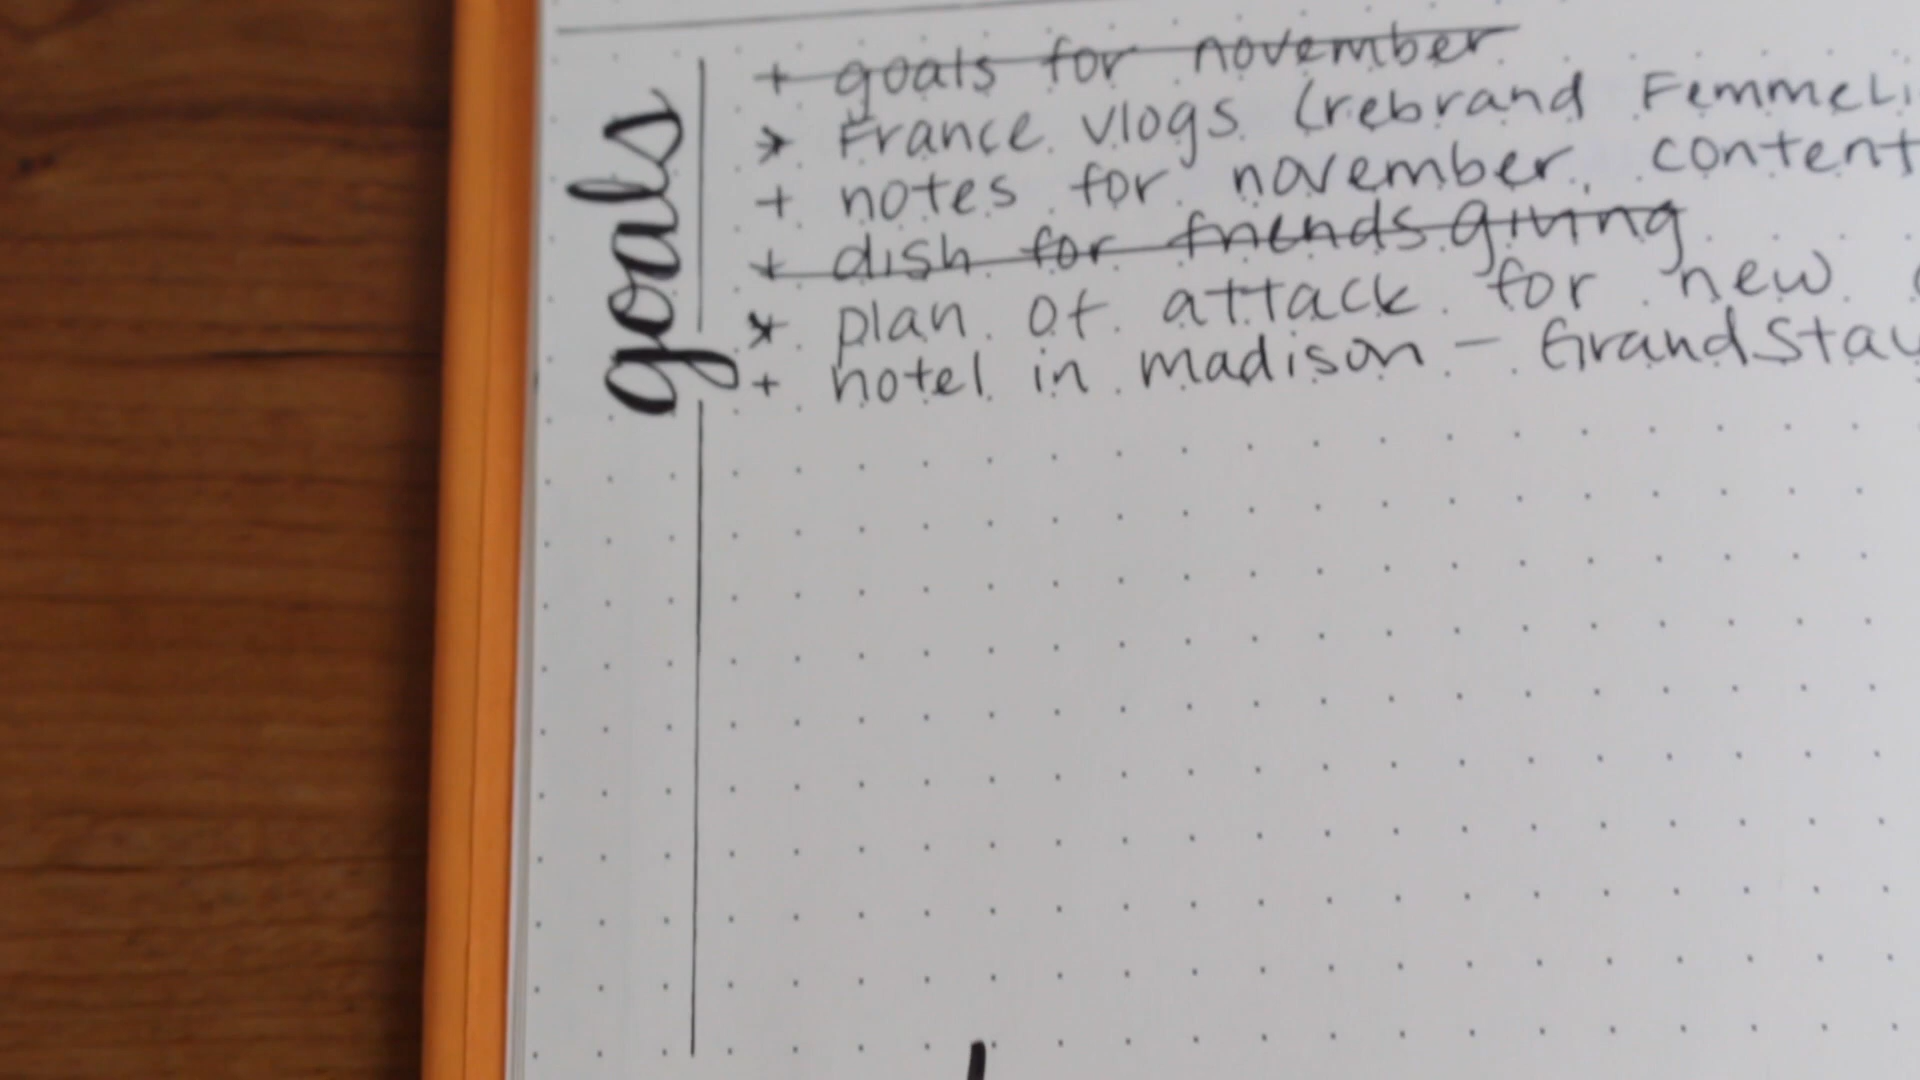 goals
+ goals for november
* France vlogs (rebrand
+ notes for november content
+ dish for friendsgiving
* plan of attack for new
+ hotel in madison - GrandStay